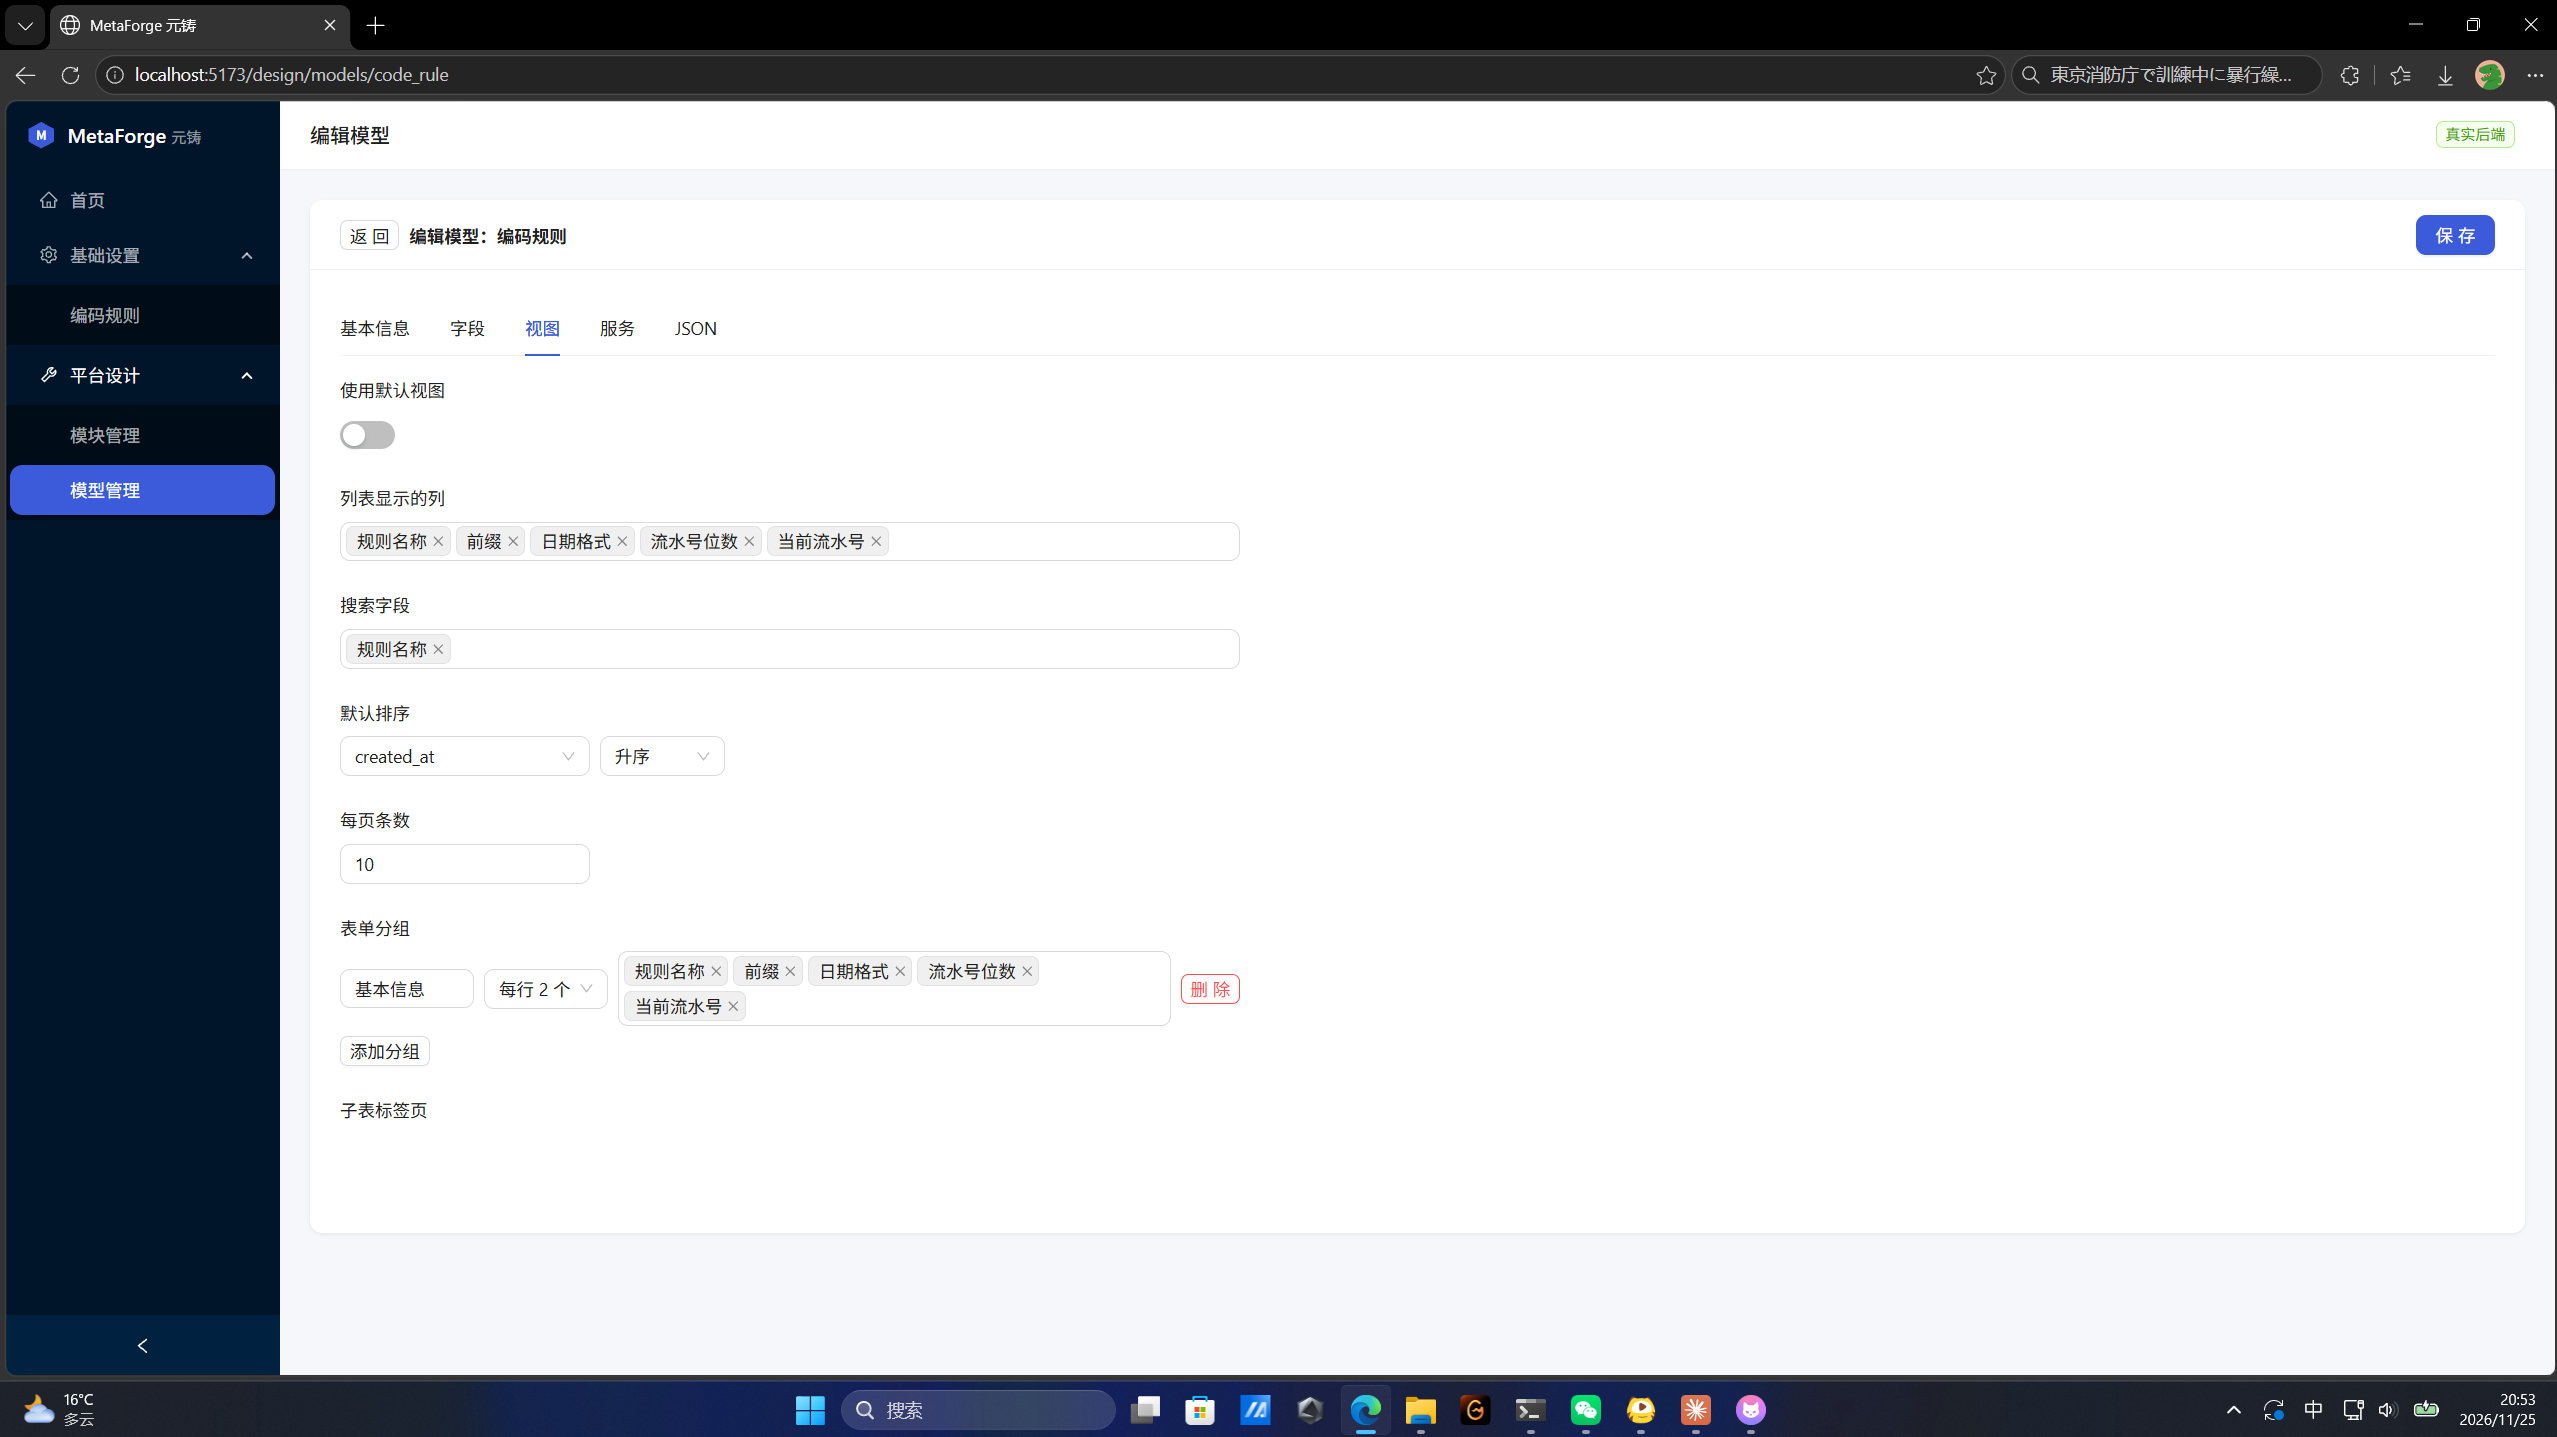 MetaForge 元铸
localhost:5173/design/models/code_rule
東京消防庁で訓練中に暴行繰...
M MetaForge 元铸
编辑模型
真实后端
首页
基础设置
编码规则
平台设计
模块管理
模型管理
返 回 编辑模型：编码规则
保 存
基本信息 字段 视图 服务 JSON
使用默认视图
列表显示的列
规则名称 前缀 日期格式 流水号位数 当前流水号
搜索字段
规则名称
默认排序
created_at 升序
每页条数
10
表单分组
基本信息 每行 2 个 规则名称 前缀 日期格式 流水号位数
当前流水号
删 除
添加分组
子表标签页
16°C
多云
搜索
中
20:53
2026/11/25